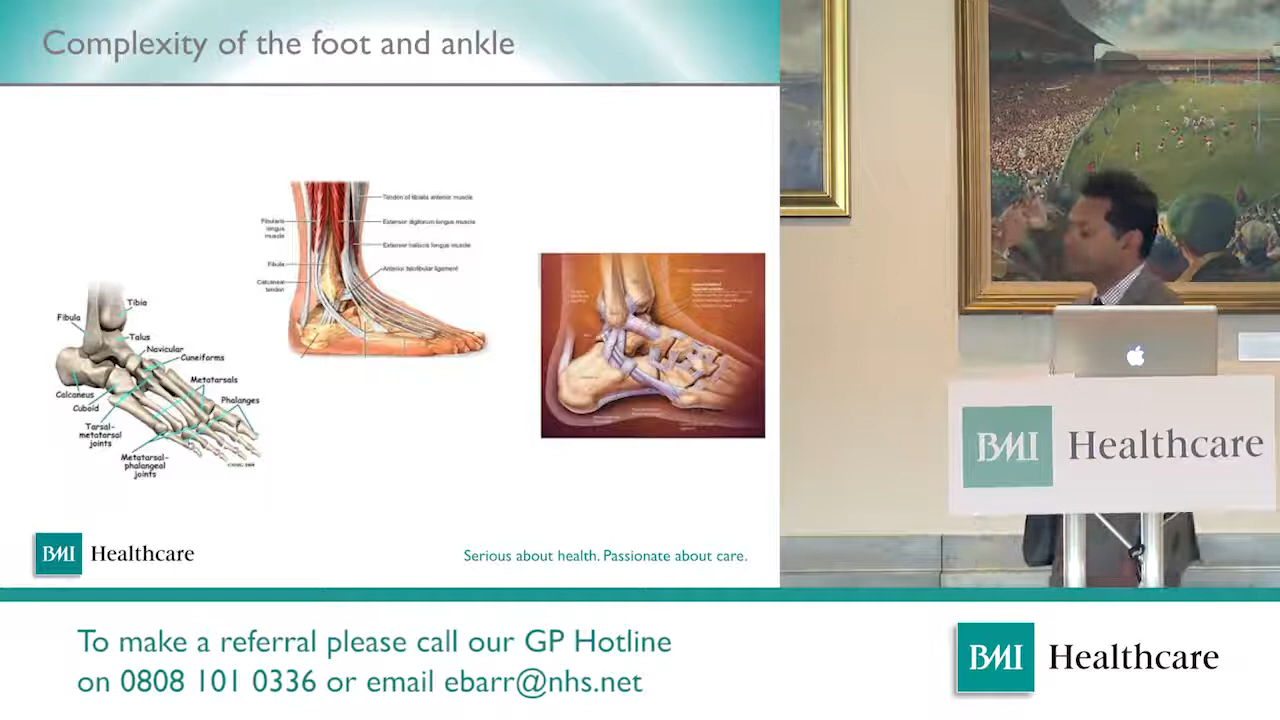 Complexity of the foot and ankle
Tendon of tibialis anterior muscle
Fibularis
longus
muscle
Extensor digitorum longus muscle
Extensor hallucis longus muscle
Fibula
Anterior talofibular ligament
Calcaneal
tendon
Tibia
Fibula
Talus
Navicular
Cuneiforms
Metatarsals
Calcaneus
Phalanges
Cuboid
Tarsal-
metatarsal
joints
Metatarsal-
phalangeal
joints
BMI Healthcare
Serious about health. Passionate about care.
BMI Healthcare
To make a referral please call our GP Hotline
on 0808 101 0336 or email ebarr@nhs.net
BMI Healthcare